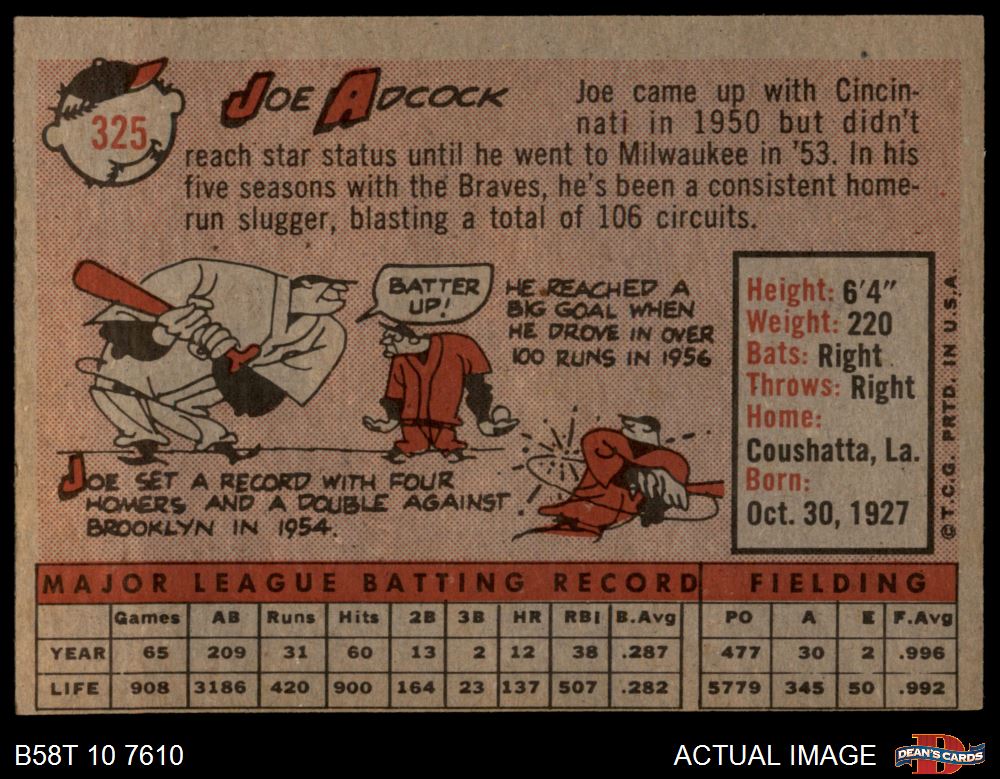 325
JOE ADCOCK
Joe came up with Cincin-
nati in 1950 but didn't
reach star status until he went to Milwaukee in '53. In his
five seasons with the Braves, he's been a consistent home-
run slugger, blasting a total of 106 circuits.
BATTER
UP!
HE REACHED A
BIG GOAL WHEN
HE DROVE IN OVER
100 RUNS IN 1956
JOE SET A RECORD WITH FOUR
HOMERS AND A DOUBLE AGAINST
BROOKLYN IN 1954.
Height: 6'4"
Weight: 220
Bats: Right
Throws: Right
Home:
Coushatta, La.
Born:
Oct. 30, 1927
© T.C.G. PRTD. IN U.S.A.
MAJOR LEAGUE BATTING RECORD FIELDING
Games AB Runs Hits 2B 3B HR RBI B.Avg PO A E F.Avg
YEAR 65 209 31 60 13 2 12 38 .287 477 30 2 .996
LIFE 908 3186 420 900 164 23 137 507 .282 5779 345 50 .992
B58T 10 7610
ACTUAL IMAGE
DEAN'S CARDS